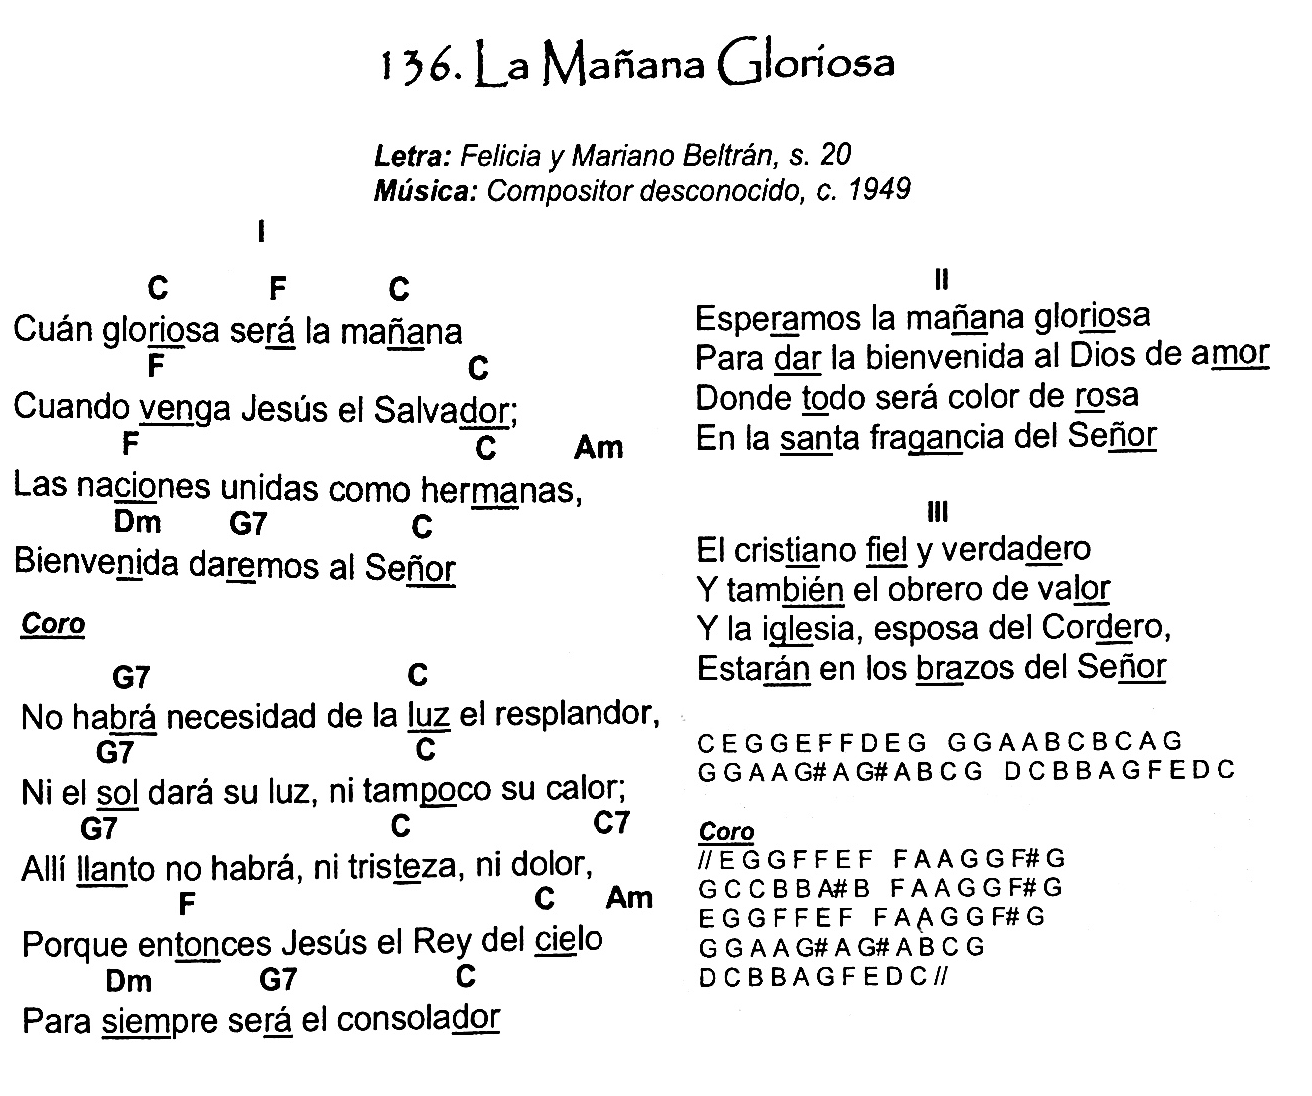 136. La Mañana Gloriosa
Letra: Felicia y Mariano Beltrán, s. 20
Música: Compositor desconocido, c. 1949
I
C F C
Cuán gloriosa será la mañana
F C
Cuando venga Jesús el Salvador;
F C Am
Las naciones unidas como hermanas,
Dm G7 C
Bienvenida daremos al Señor
Coro
G7 C
No habrá necesidad de la luz el resplandor,
G7 C
Ni el sol dará su luz, ni tampoco su calor;
G7 C C7
Allí llanto no habrá, ni tristeza, ni dolor,
F C Am
Porque entonces Jesús el Rey del cielo
Dm G7 C
Para siempre será el consolador
II
Esperamos la mañana gloriosa
Para dar la bienvenida al Dios de amor
Donde todo será color de rosa
En la santa fragancia del Señor
III
El cristiano fiel y verdadero
Y también el obrero de valor
Y la iglesia, esposa del Cordero,
Estarán en los brazos del Señor
C E G G E F F D E G G G A A B C B C A G
G G A A G# A G# A B C G D C B B A G F E D C
Coro
// E G G F F E F F A A G G F# G
G C C B B A# B F A A G G F# G
E G G F F E F F A A G G F# G
G G A A G# A G# A B C G
D C B B A G F E D C //